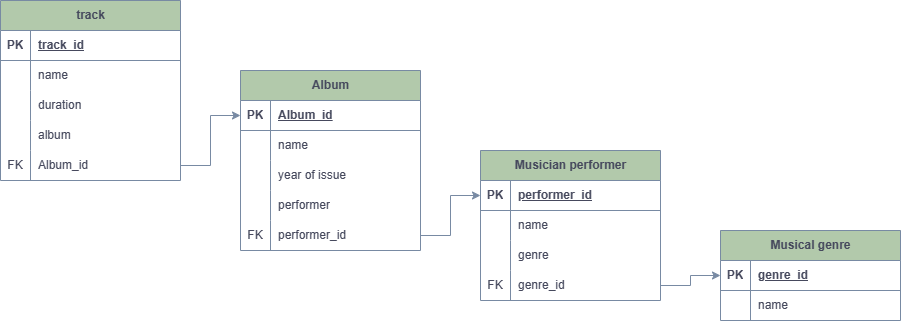 track
PK track_id
name
duration
album
FK Album_id
Album
PK Album_id
name
year of issue
performer
FK performer_id
Musician performer
PK performer_id
name
genre
FK genre_id
Musical genre
PK genre_id
name